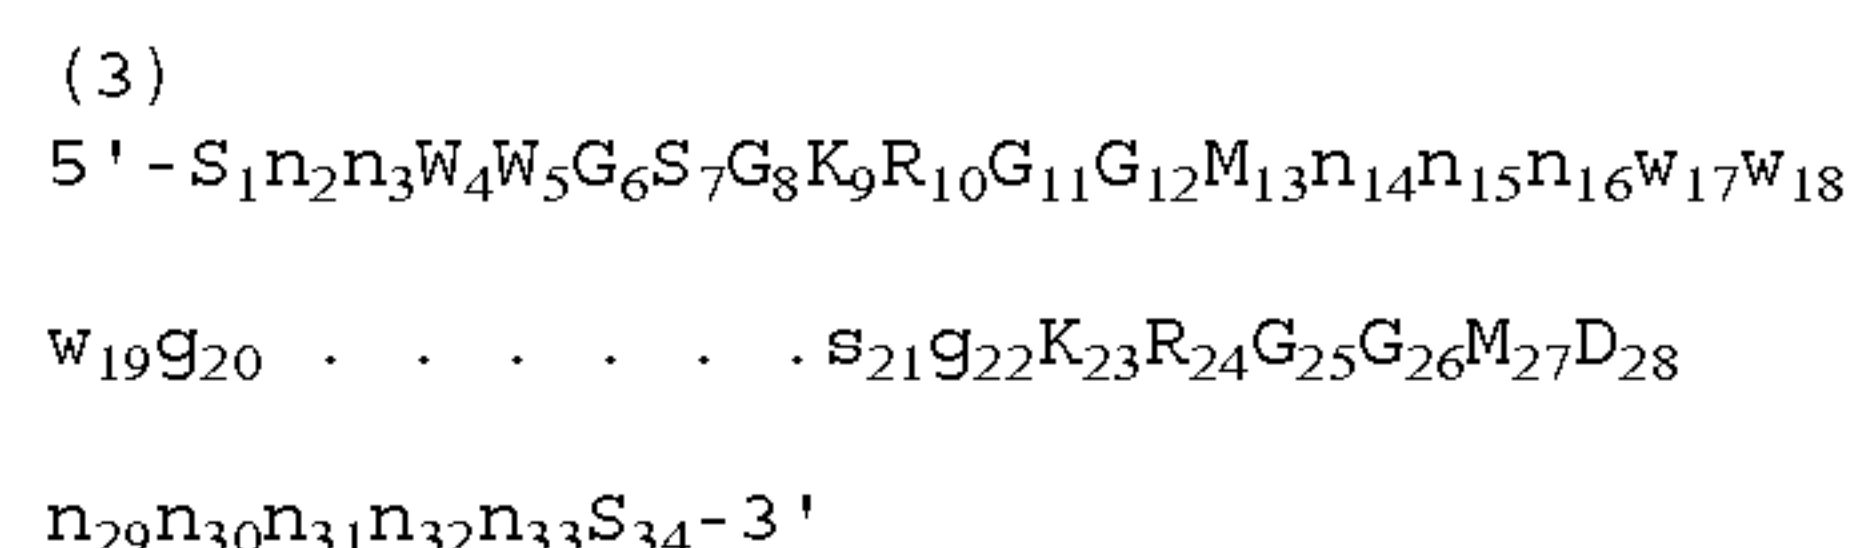 (3)
5'-S₁n₂n₃W₄W₅G₆S₇G₈K₉R₁₀G₁₁G₁₂M₁₃n₁₄n₁₅n₁₆w₁₇w₁₈
w₁₉g₂₀ . . . . . .s₂₁g₂₂K₂₃R₂₄G₂₅G₂₆M₂₇D₂₈
n₂₉n₃₀n₃₁n₃₂n₃₃S₃₄-3'